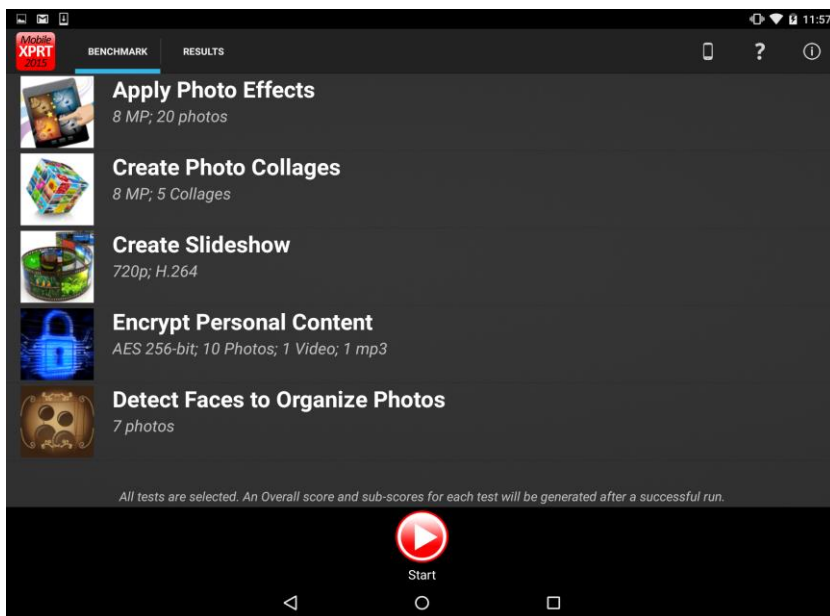 11:57
Mobile
XPRT
2015
BENCHMARK
RESULTS
?
Apply Photo Effects
8 MP; 20 photos
Create Photo Collages
8 MP; 5 Collages
Create Slideshow
720p; H.264
Encrypt Personal Content
AES 256-bit; 10 Photos; 1 Video; 1 mp3
Detect Faces to Organize Photos
7 photos
All tests are selected. An Overall score and sub-scores for each test will be generated after a successful run.
Start